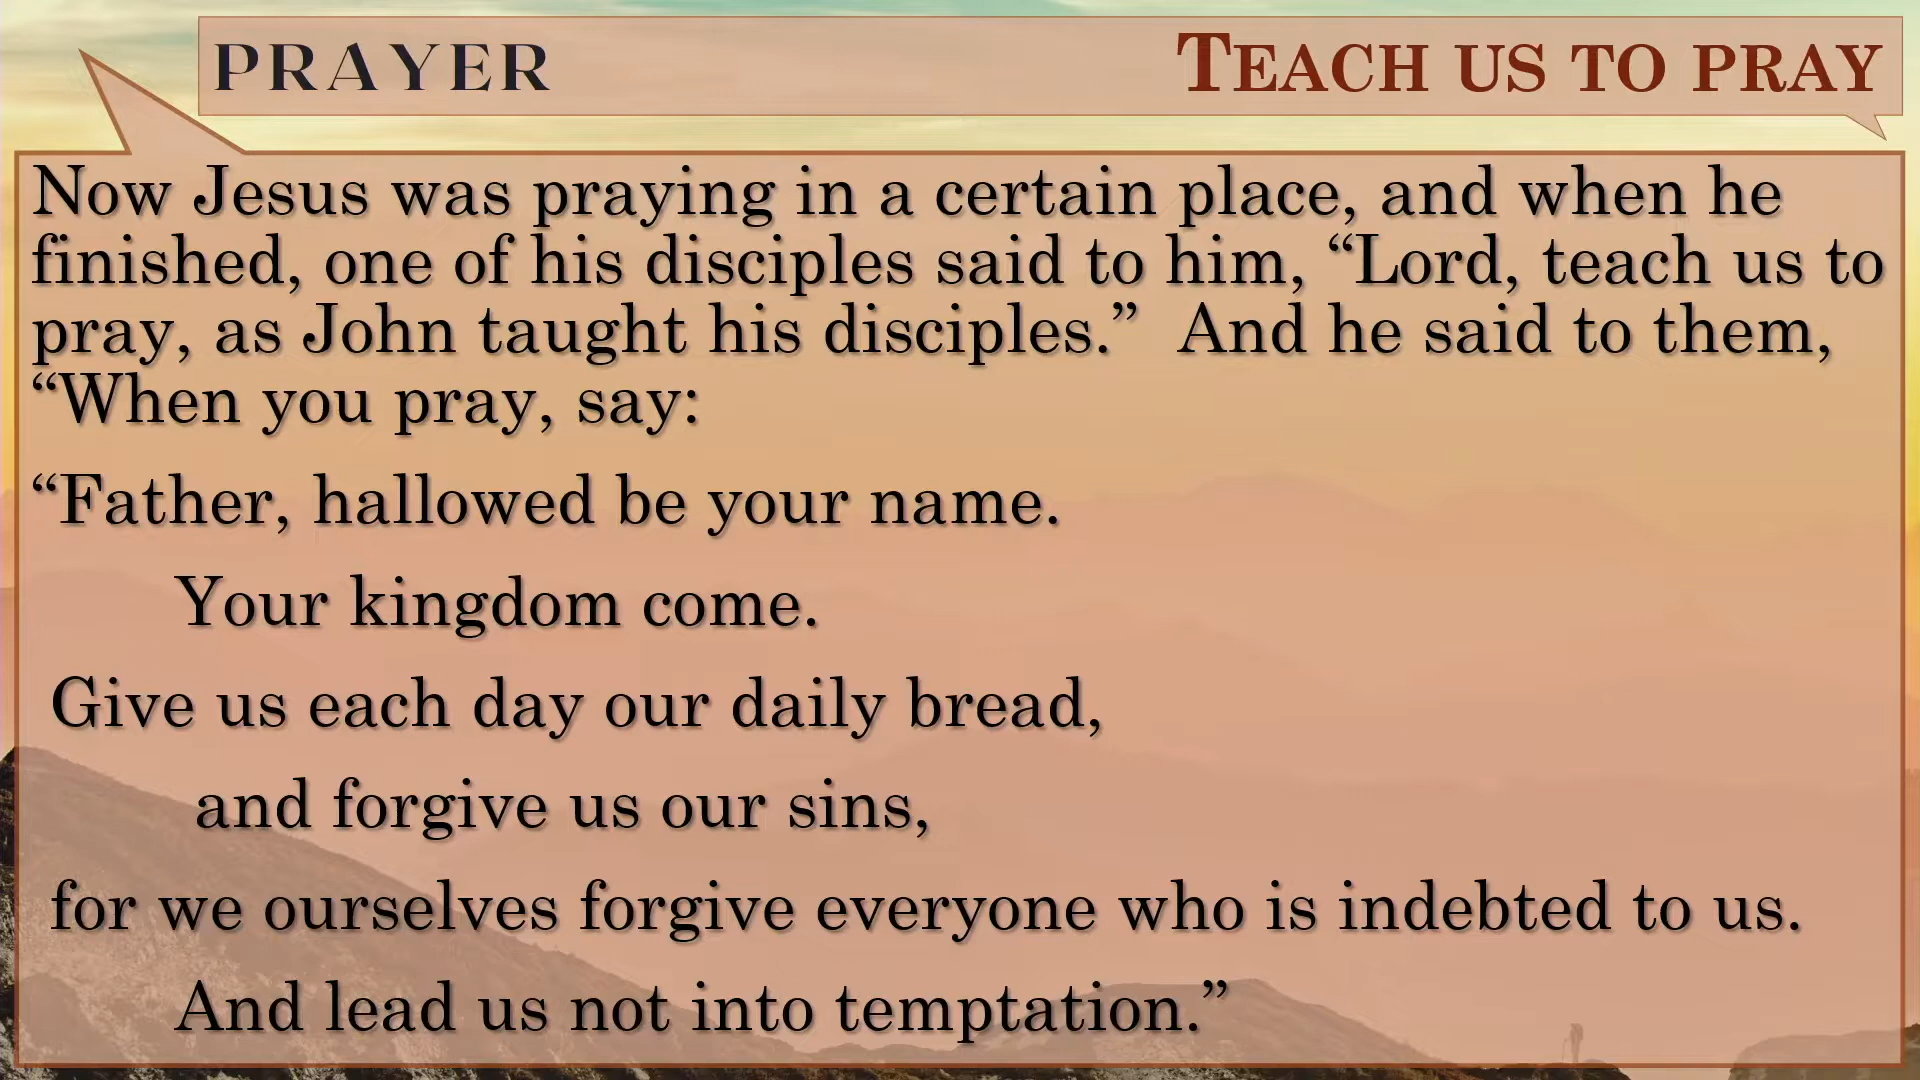 PRAYER
TEACH US TO PRAY
Now Jesus was praying in a certain place, and when he
finished, one of his disciples said to him, “Lord, teach us to
pray, as John taught his disciples.”  And he said to them,
“When you pray, say:
“Father, hallowed be your name.
Your kingdom come.
Give us each day our daily bread,
and forgive us our sins,
for we ourselves forgive everyone who is indebted to us.
And lead us not into temptation.”